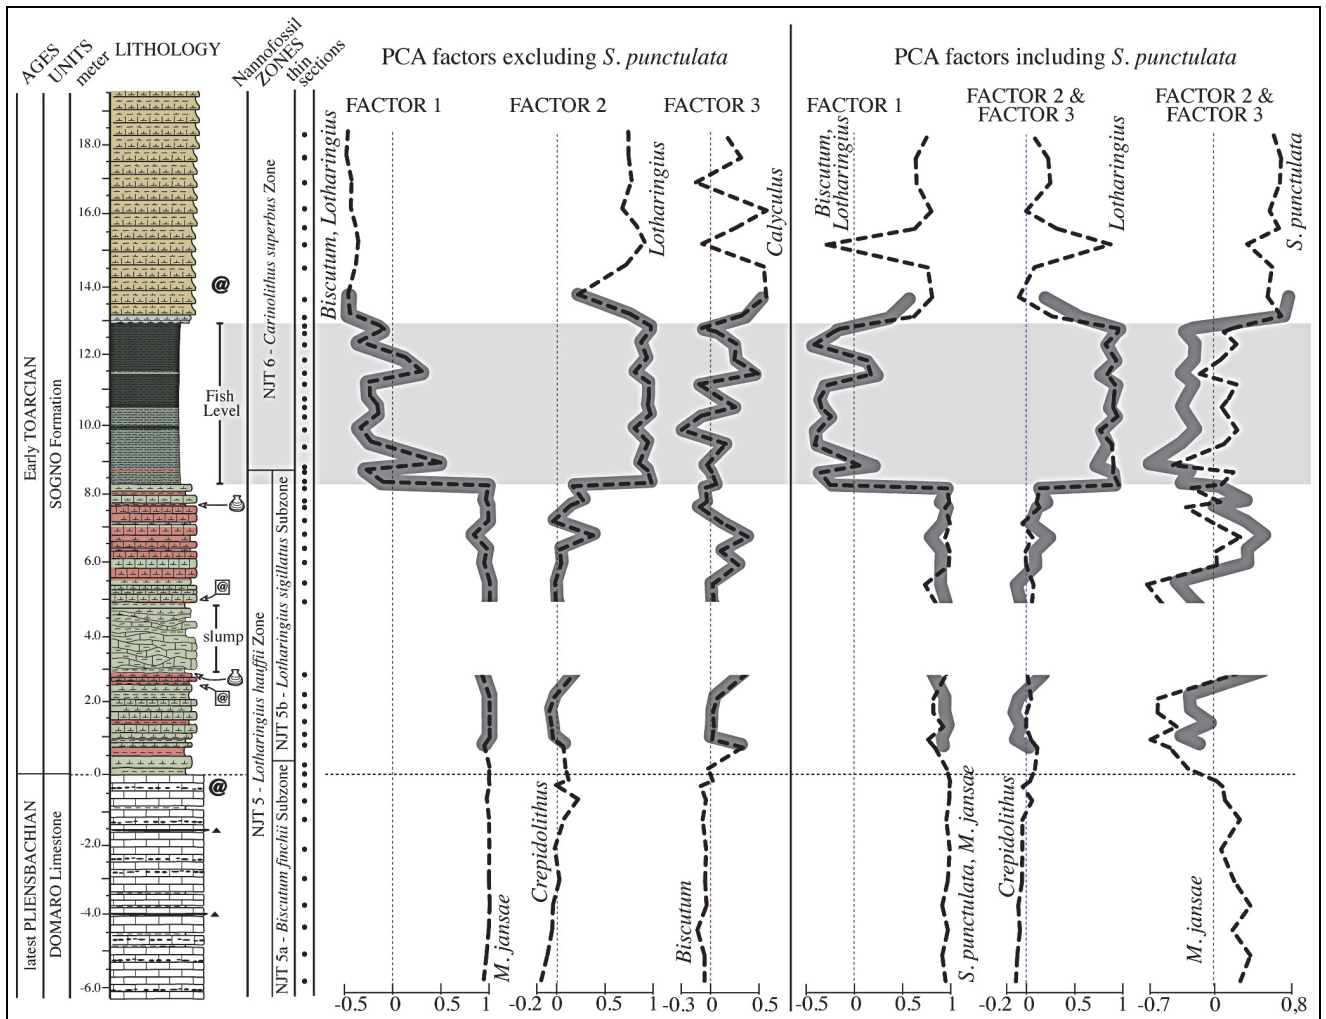 AGES
UNITS
meter
LITHOLOGY
Nannofossil
ZONES
thin
sections
PCA factors excluding S. punctulata
PCA factors including S. punctulata
FACTOR 1
FACTOR 2
FACTOR 3
FACTOR 1
FACTOR 2 &
FACTOR 3
FACTOR 2 &
FACTOR 3
18.0
16.0
14.0
12.0
10.0
8.0
6.0
4.0
2.0
.0
-2.0
-4.0
-6.0
Early TOARCIAN
latest PLIENSBACHIAN
SOGNO Formation
DOMARO Limestone
@
Fish
Level
@
slump
@
@
NJT 6 - Carinolithus superbus Zone
NJT 5 - Lotharingius hauffii Zone
NJT 5b - Lotharingius sigillatus Subzone
NJT 5a - Biscutum finchii Subzone
Biscutum, Lotharingius
M. jansae
Lotharingius
Crepidolithus
Calyculus
Biscutum
Biscutum,
Lotharingius
S. punctulata, M. jansae
Lotharingius
Crepidolithus
S. punctulata
M. jansae
-0.5 0 0.5 1
-0.2 0 0.5 1
-0.3 0 0.5
-0.5 0 0.5 1
-0.2 0 0.5 1
-0.7 0 0,8